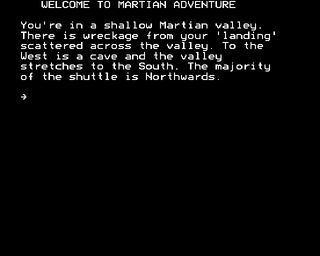 WELCOME TO MARTIAN ADVENTURE
You're in a shallow Martian valley.
There is wreckage from your 'landing'
scattered across the valley. To the
West is a cave and the valley
stretches to the South. The majority
of the shuttle is Northwards.
→